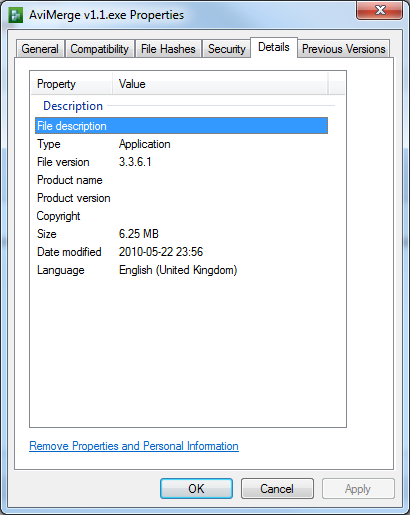 AviMerge v1.1.exe Properties
General Compatibility File Hashes Security Details Previous Versions
Property Value
Description
File description
Type Application
File version 3.3.6.1
Product name
Product version
Copyright
Size 6.25 MB
Date modified 2010-05-22 23:56
Language English (United Kingdom)
Remove Properties and Personal Information
OK Cancel Apply